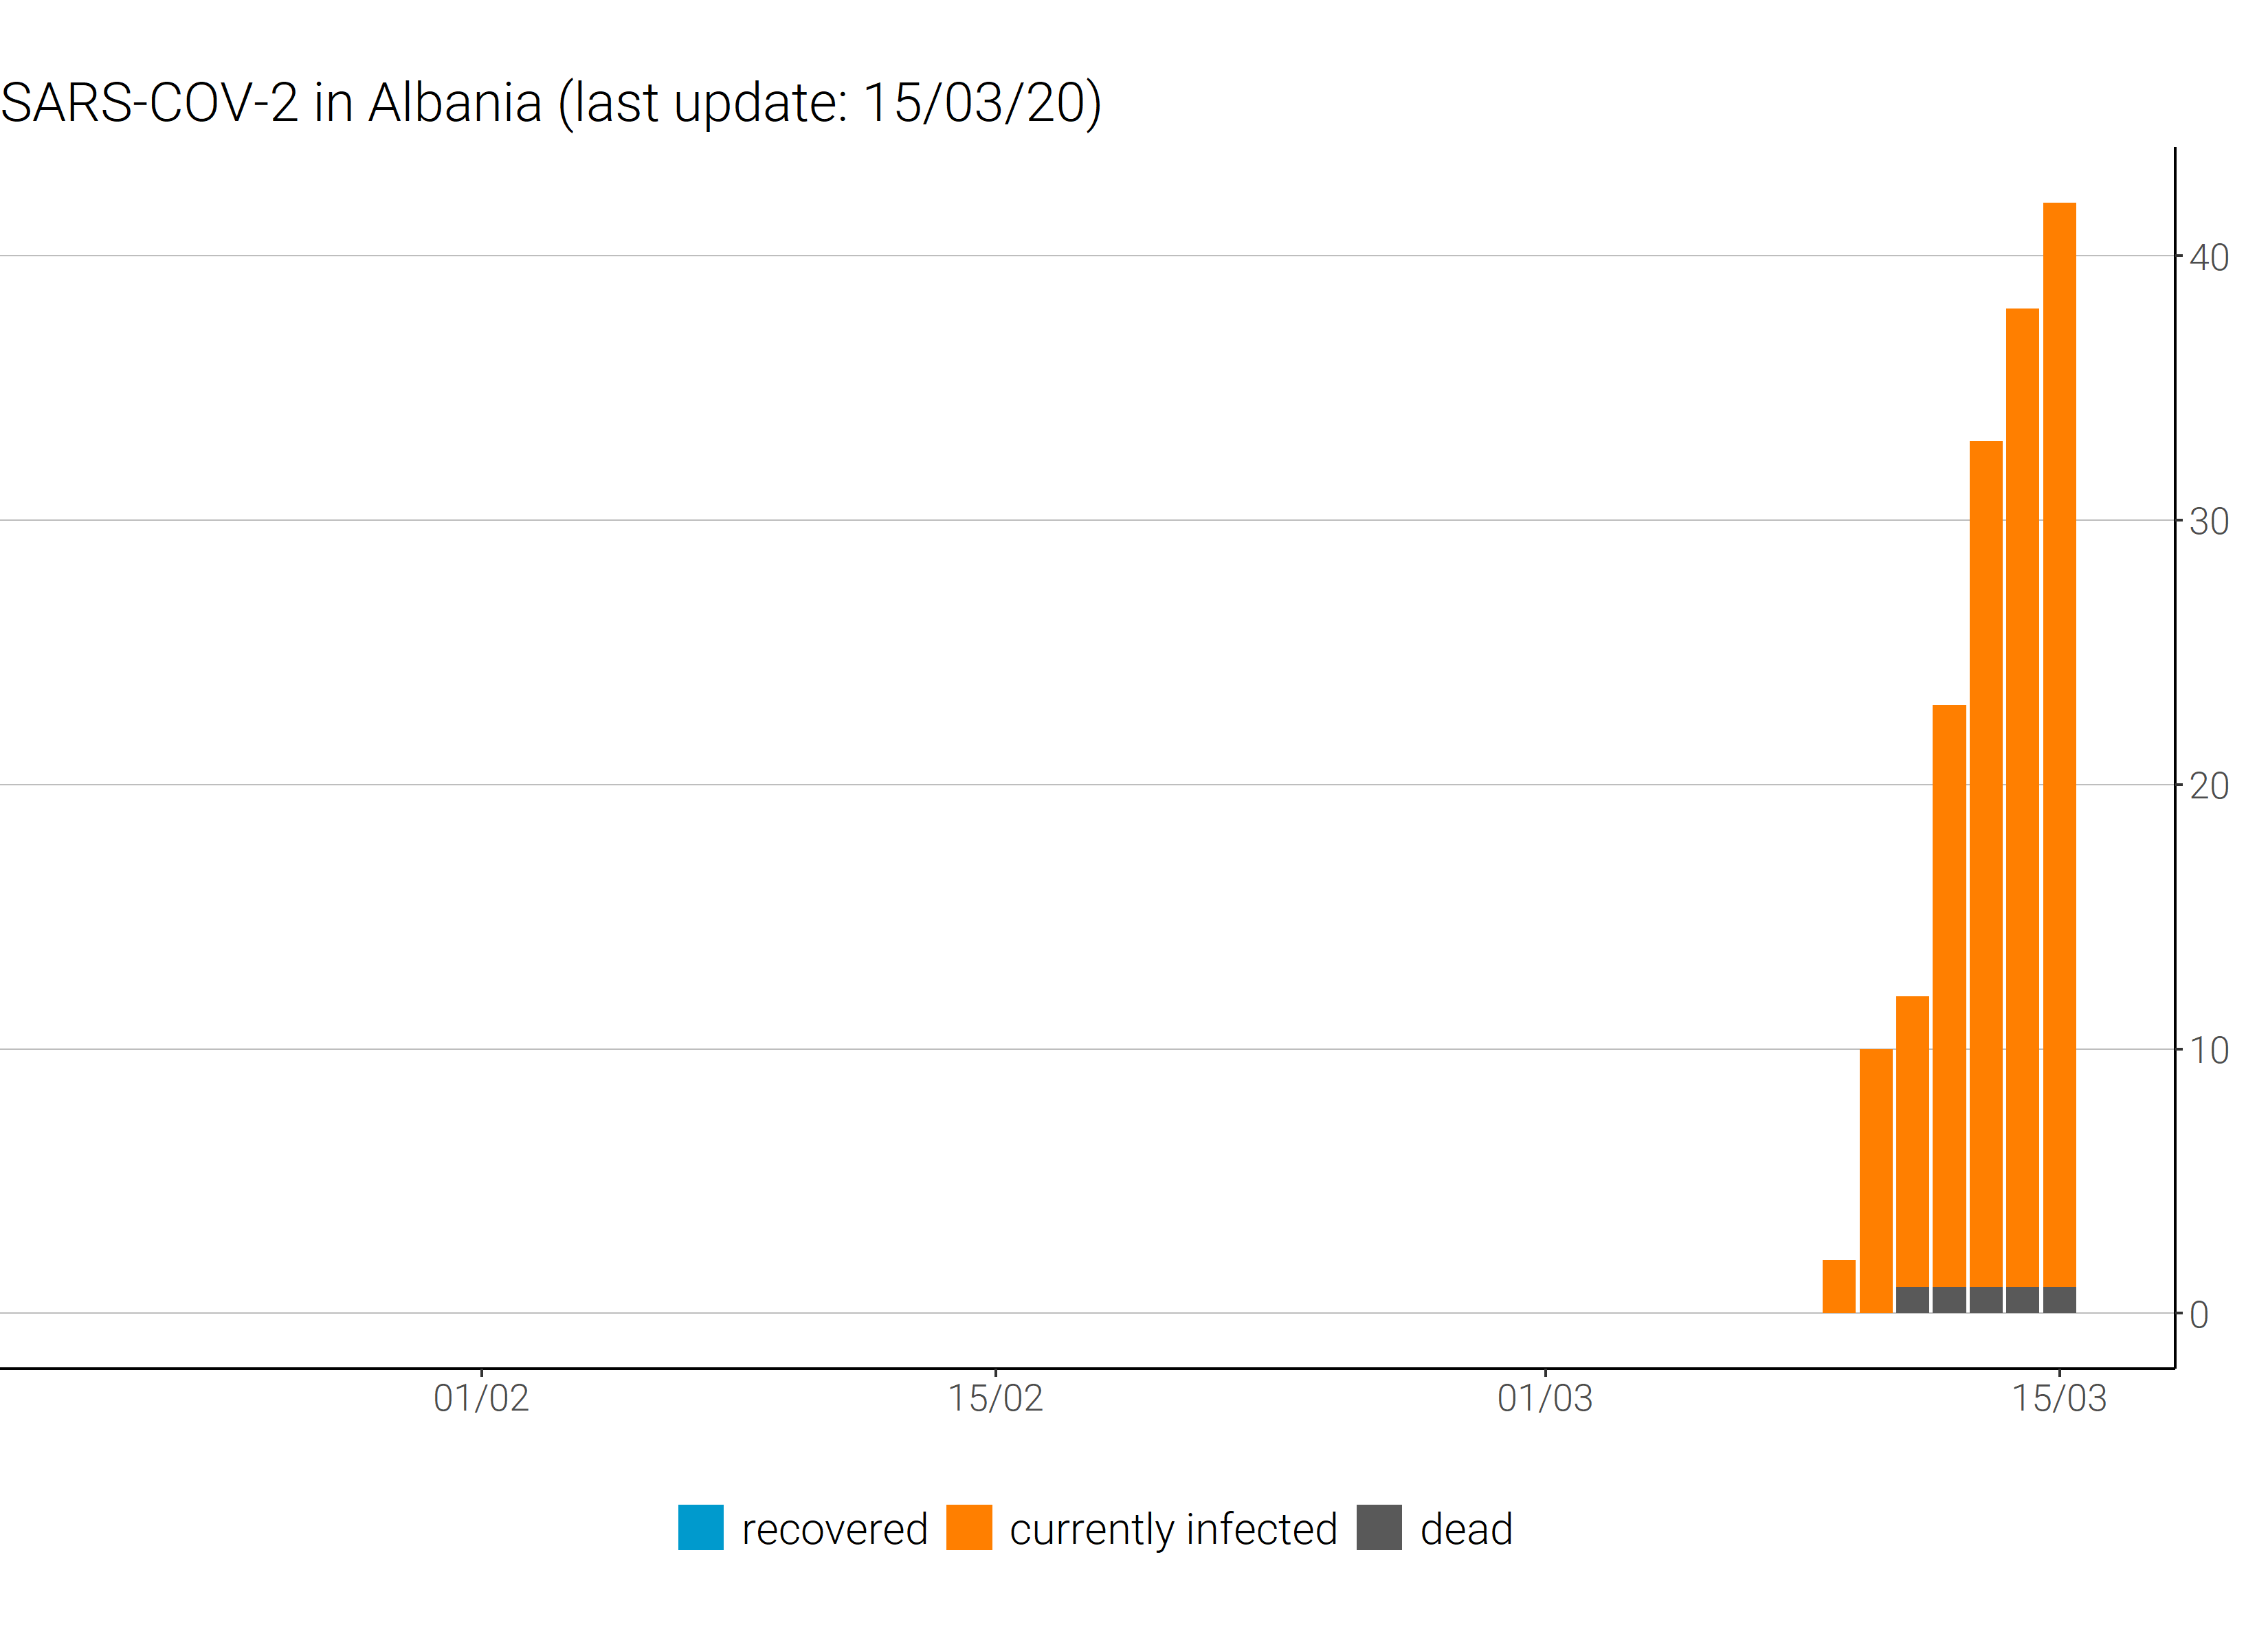 SARS-COV-2 in Albania (last update: 15/03/20)
40
30
20
10
0
01/02 15/02 01/03 15/03
recovered currently infected dead